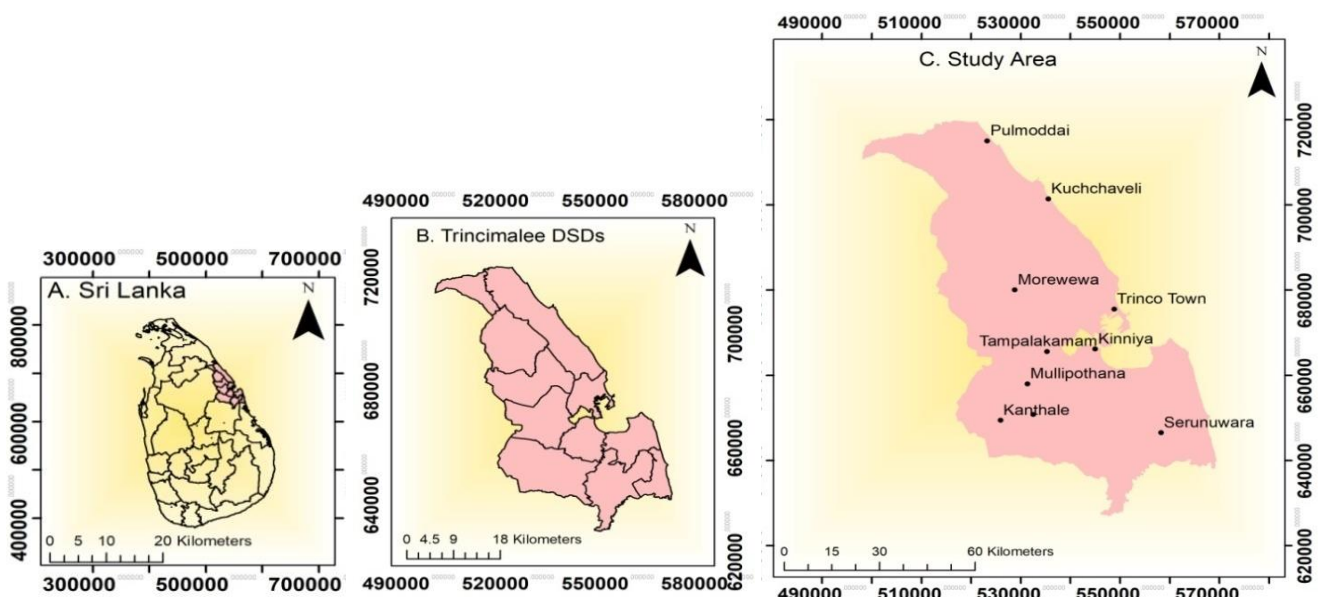 490000 510000 530000 550000 570000
C. Study Area
N
Pulmoddai
Kuchchaveli
Morewewa
Trinco Town
Tampalakamam
Kinniya
Mullipothana
Kanthale
Serunuwara
0 15 30 60 Kilometers
720000
700000
680000
660000
640000
620000
490000 510000 530000 550000 570000
490000 520000 550000 580000
B. Trincimalee DSDs
N
720000
680000
640000
700000
660000
620000
0 4.5 9 18 Kilometers
490000 520000 550000 580000
300000 500000 700000
A. Sri Lanka
N
800000
600000
400000
0 5 10 20 Kilometers
300000 500000 700000